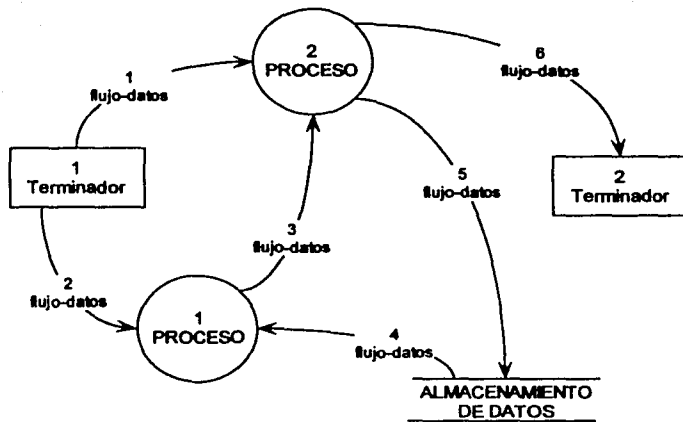 2
PROCESO
6
flujo-datos
1
flujo-datos
1
Terminador
5
flujo-datos
2
Terminador
3
flujo-datos
2
flujo-datos
1
PROCESO
4
flujo-datos
ALMACENAMIENTO
DE DATOS